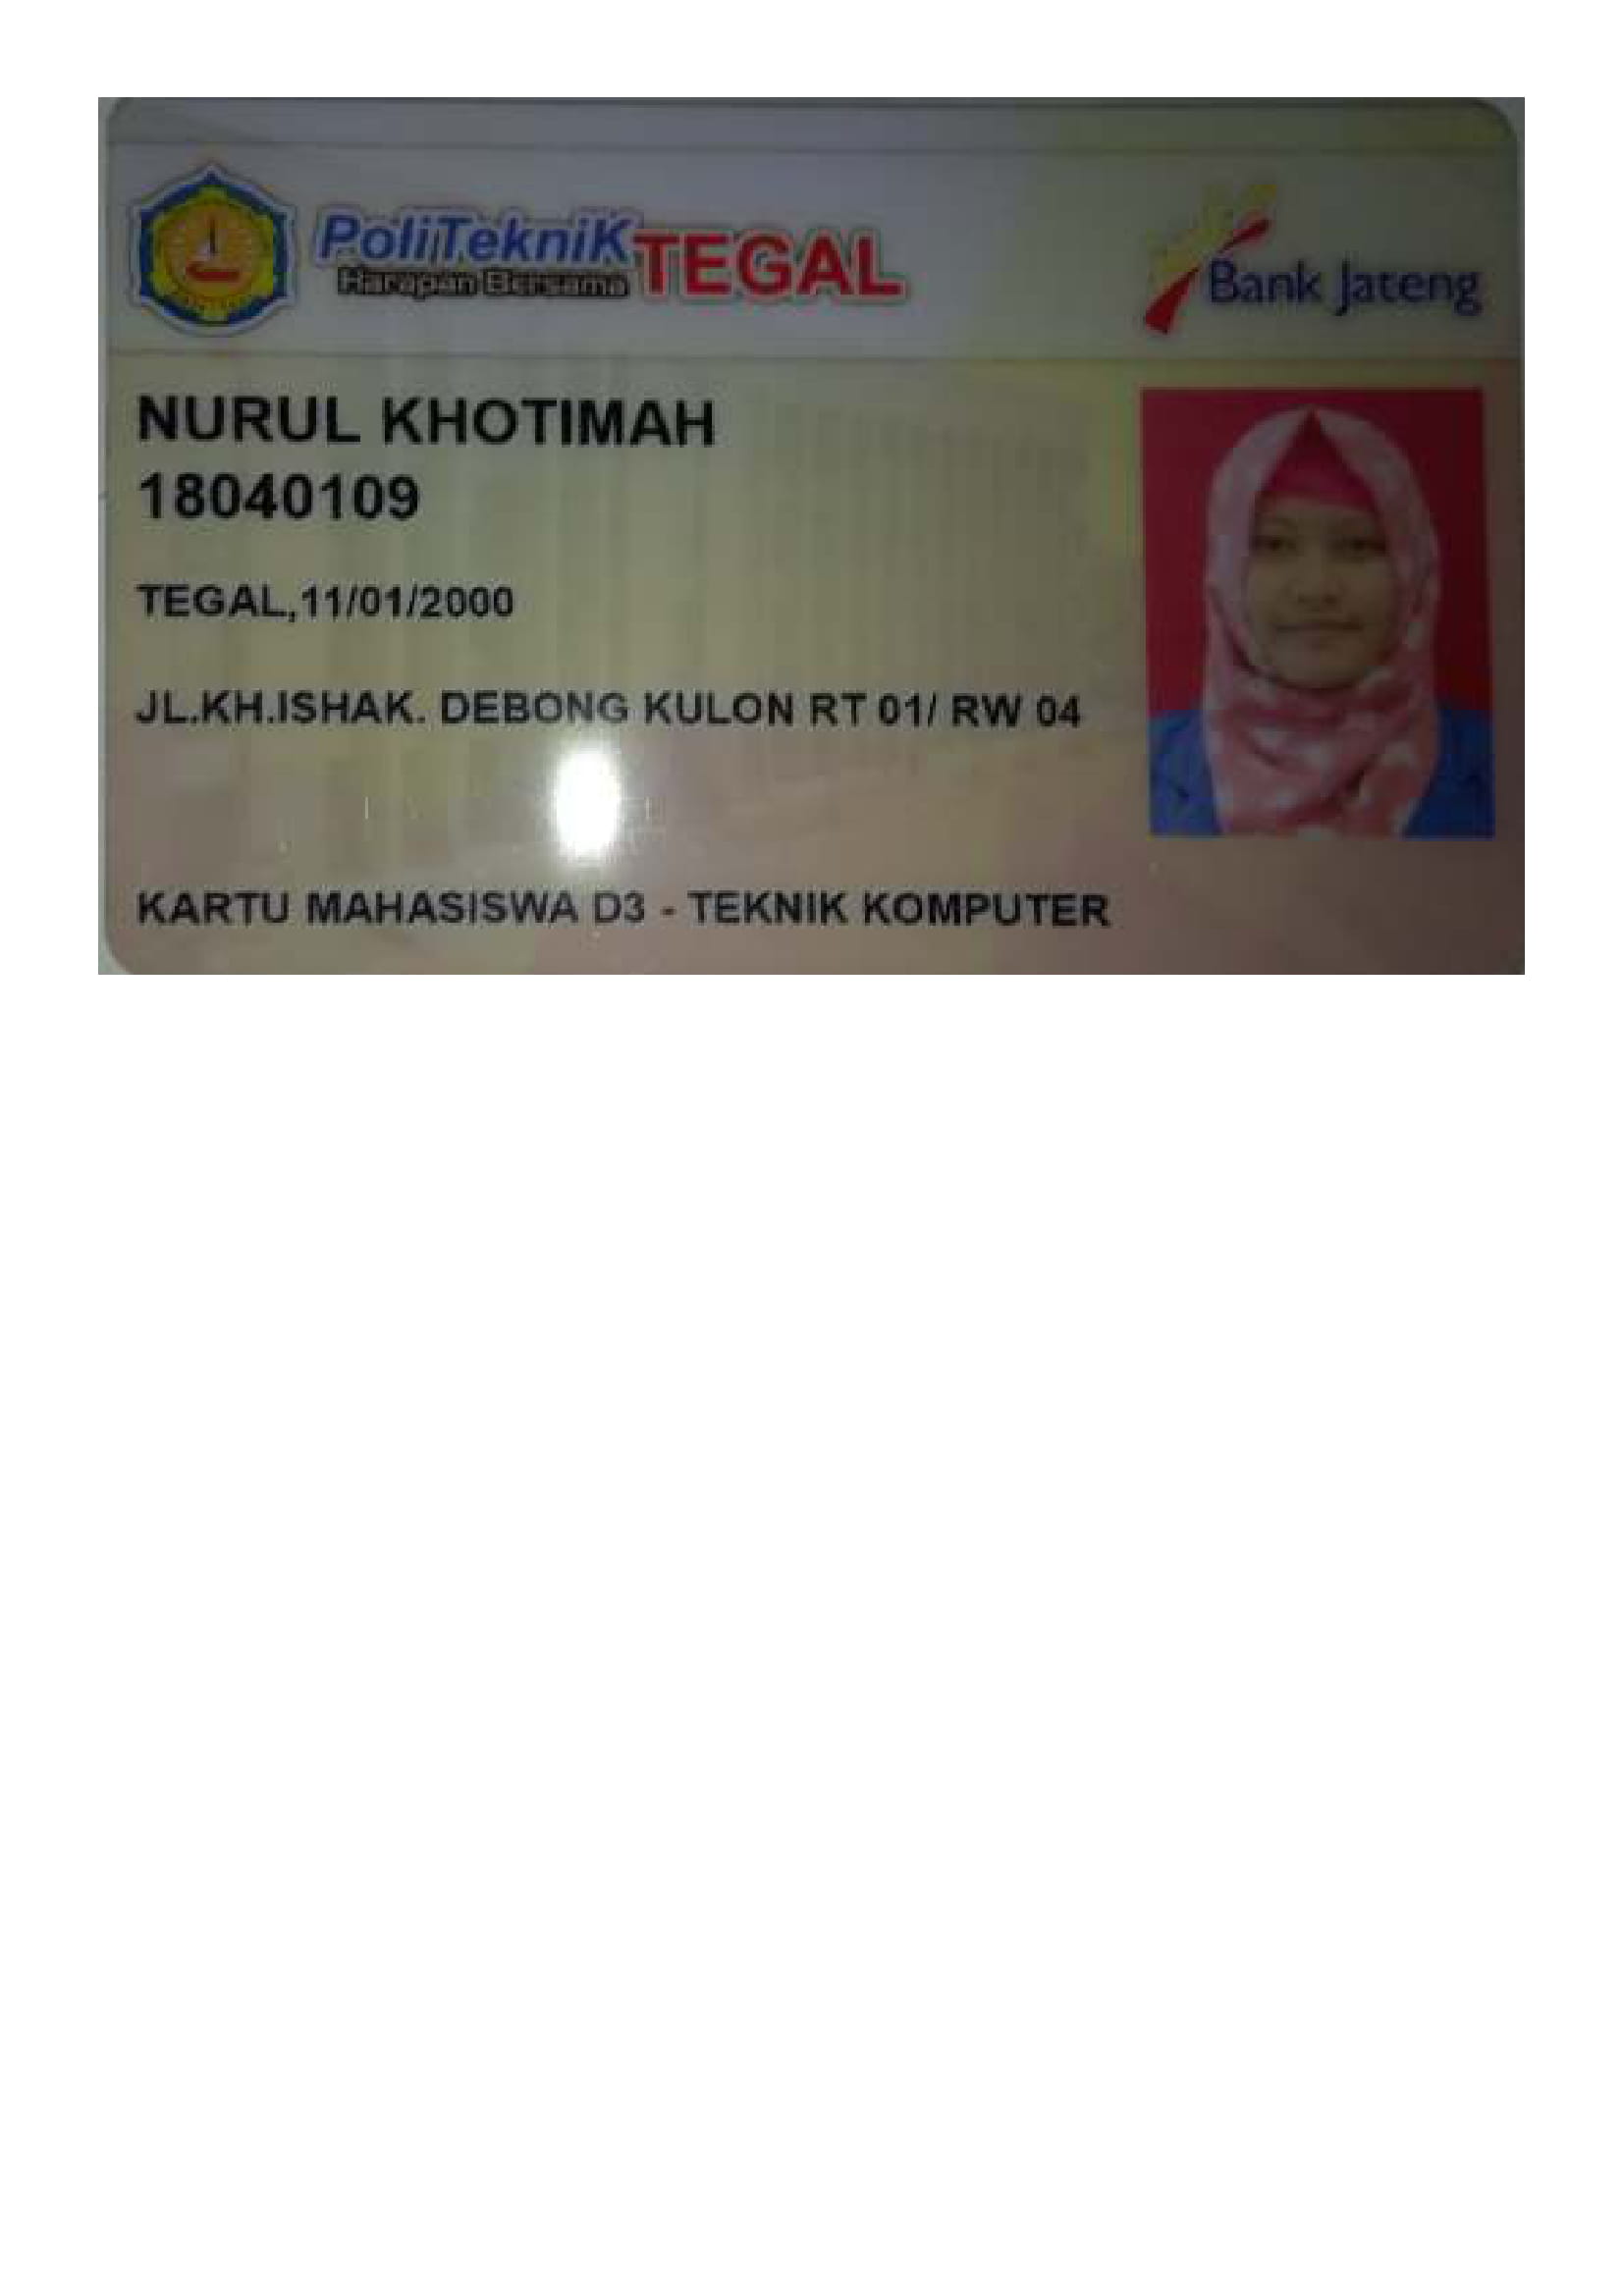 PoliTekniK TEGAL
Harapan Bersama
Bank Jateng
NURUL KHOTIMAH
18040109
TEGAL,11/01/2000
JL.KH.ISHAK. DEBONG KULON RT 01/ RW 04
KARTU MAHASISWA D3 - TEKNIK KOMPUTER